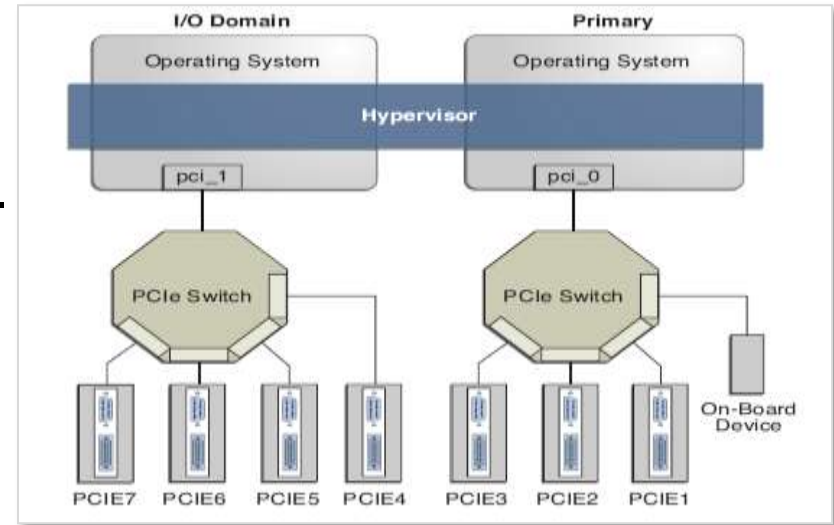 I/O Domain
Primary
Operating System
Operating System
Hypervisor
pci_1
pci_0
PCIe Switch
PCIe Switch
On-Board
Device
PCIE7
PCIE6
PCIE5
PCIE4
PCIE3
PCIE2
PCIE1